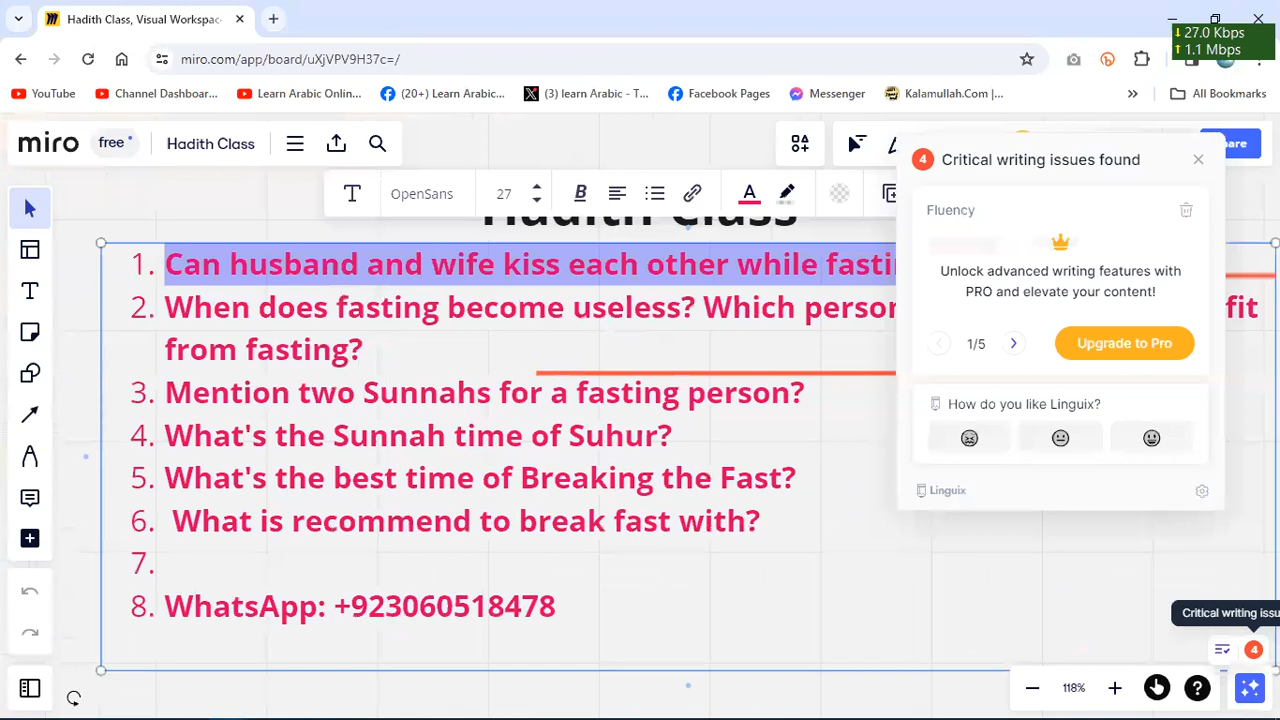 Hadith Class, Visual Workspac
27.0 Kbps
1.1 Mbps
miro.com/app/board/uXjVPV9H37c=/
YouTube
Channel Dashboar...
Learn Arabic Onlin...
(20+) Learn Arabic...
(3) learn Arabic - T...
Facebook Pages
Messenger
Kalamullah.Com |...
All Bookmarks
miro free Hadith Class
are
4 Critical writing issues found
OpenSans 27 B A
Hadith Class
1. Can husband and wife kiss each other while fasti
2. When does fasting become useless? Which person
fit
from fasting?
3. Mention two Sunnahs for a fasting person?
4. What's the Sunnah time of Suhur?
5. What's the best time of Breaking the Fast?
6. What is recommend to break fast with?
7.
8. WhatsApp: +923060518478
Fluency
Unlock advanced writing features with
PRO and elevate your content!
1/5 Upgrade to Pro
How do you like Linguix?
Linguix
Critical writing issu
4
118%